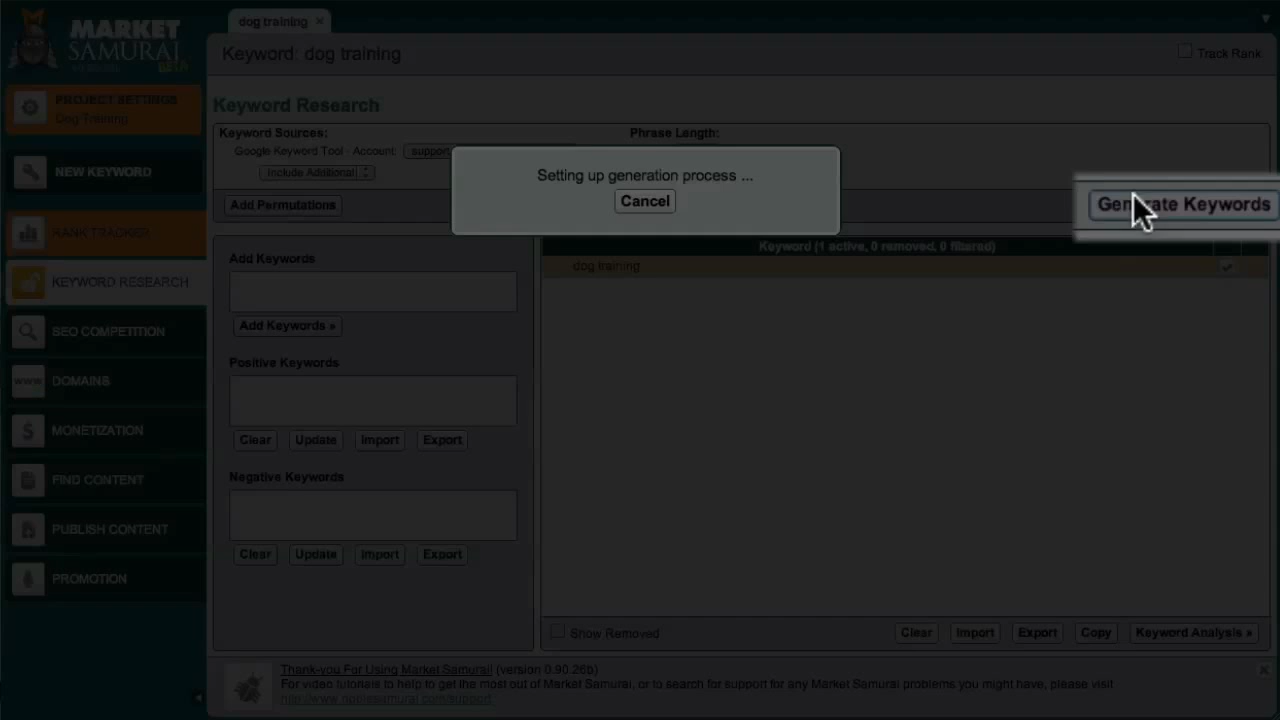 MARKET
SAMURAI
BETA
dog training
Keyword: dog training
Track Rank
PROJECT SETTINGS
Dog Training
NEW KEYWORD
RANK TRACKER
KEYWORD RESEARCH
SEO COMPETITION
WWW DOMAINS
MONETIZATION
FIND CONTENT
PUBLISH CONTENT
PROMOTION
Keyword Research
Keyword Sources:
Phrase Length:
Google Keyword Tool - Account: support
Include Additional
Setting up generation process ...
Cancel
Add Permutations
Generate Keywords
Add Keywords
Add Keywords »
Positive Keywords
Clear Update Import Export
Negative Keywords
Clear Update Import Export
Keyword (1 active, 0 removed, 0 filtered)
dog training
Show Removed
Clear Import Export Copy Keyword Analysis »
Thank-you For Using Market Samurai! (version 0.90.26b)
For video tutorials to help to get the most out of Market Samurai, or to search for support for any Market Samurai problems you might have, please visit